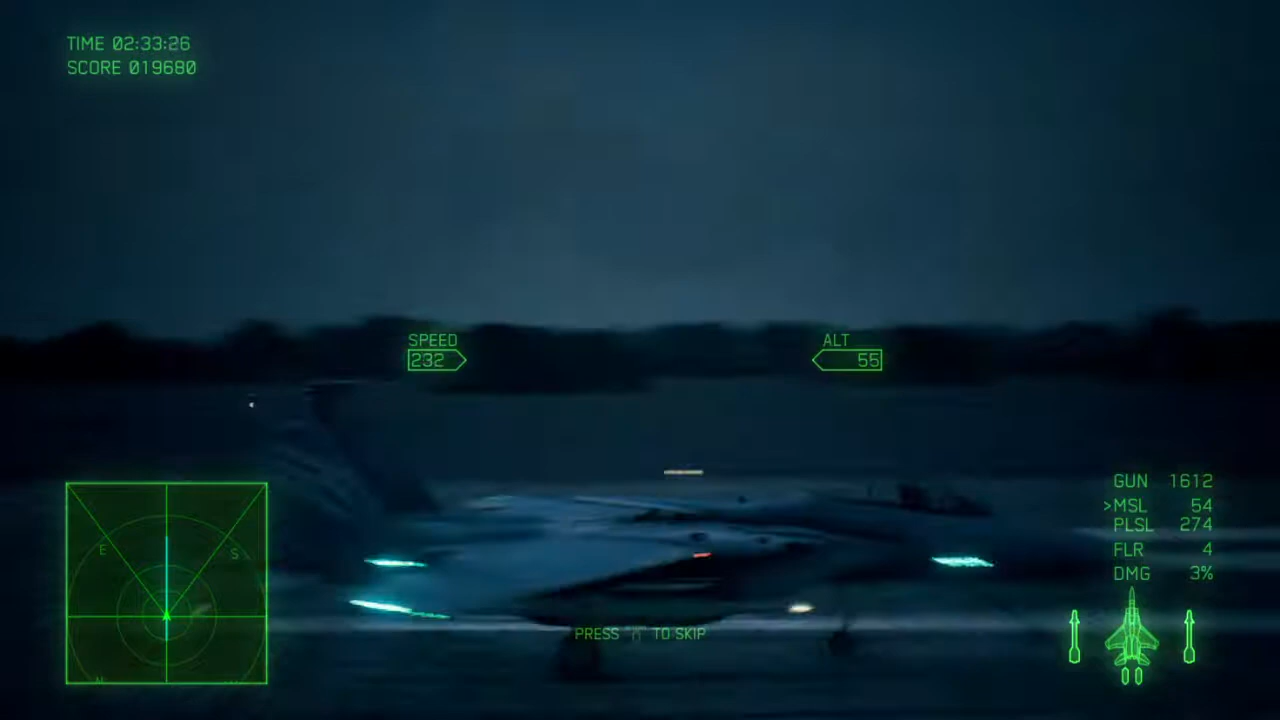 TIME 02:33:26
SCORE 019680
SPEED
232
ALT
55
GUN 1612
>MSL 54
PLSL 274
FLR 4
DMG 3%
E
S
PRESS TO SKIP